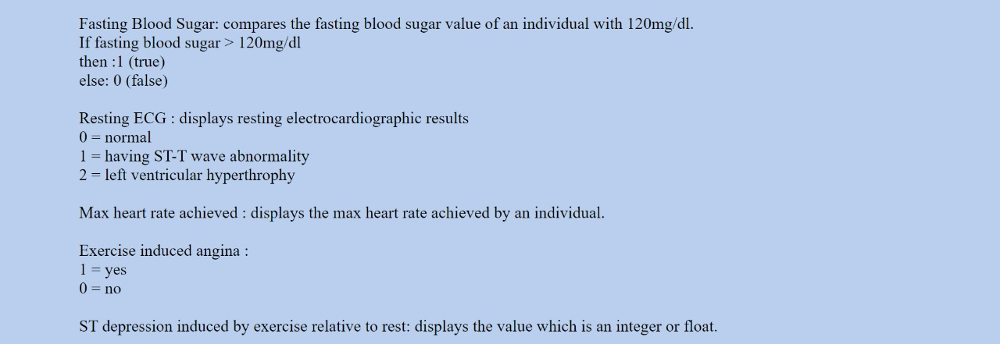 Fasting Blood Sugar: compares the fasting blood sugar value of an individual with 120mg/dl.
If fasting blood sugar > 120mg/dl
then :1 (true)
else: 0 (false)
Resting ECG : displays resting electrocardiographic results
0 = normal
1 = having ST-T wave abnormality
2 = left ventricular hyperthrophy
Max heart rate achieved : displays the max heart rate achieved by an individual.
Exercise induced angina :
1 = yes
0 = no
ST depression induced by exercise relative to rest: displays the value which is an integer or float.